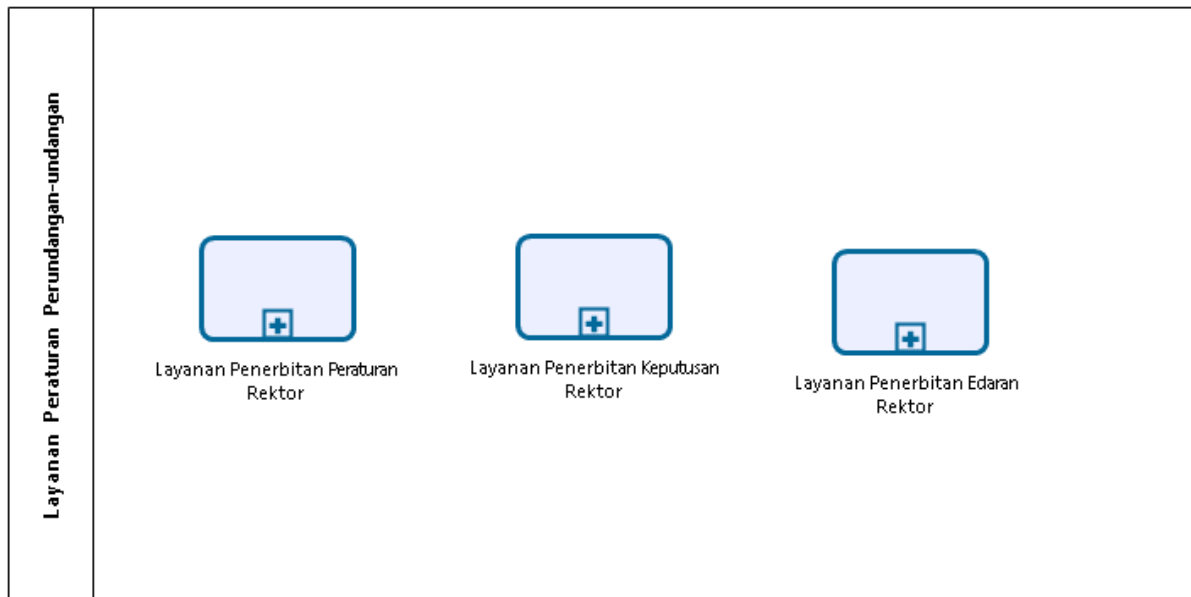 Layanan Peraturan Perundangan-undangan
Layanan Penerbitan Peraturan
Rektor
Layanan Penerbitan Keputusan
Rektor
Layanan Penerbitan Edaran
Rektor